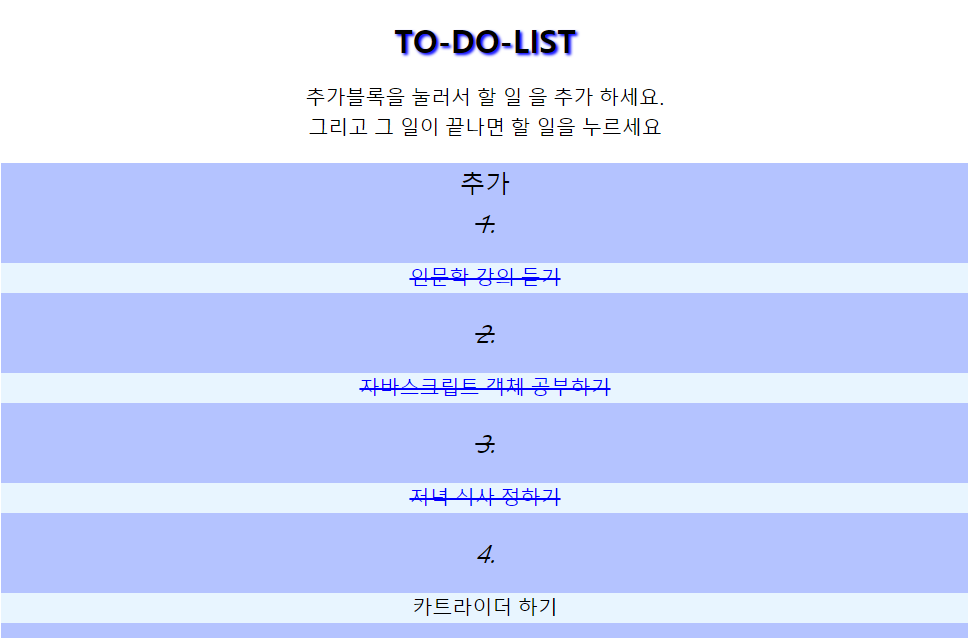 TO-DO-LIST
추가블록을 눌러서 할 일 을 추가 하세요.
그리고 그 일이 끝나면 할 일을 누르세요
추가
1.
인문학 강의 듣기
2.
자바스크립트 객체 공부하기
3.
저녁 식사 정하기
4.
카트라이더 하기